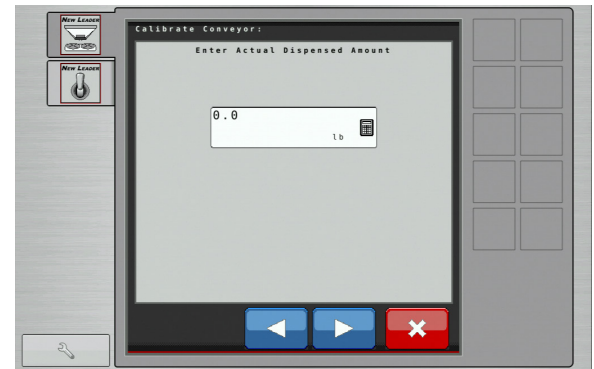 NEW LEADER
NEW LEADER
Calibrate Conveyor:
Enter Actual Dispensed Amount
0.0
lb